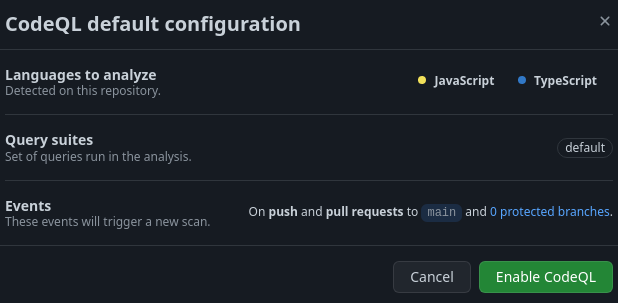 CodeQL default configuration
Languages to analyze
Detected on this repository.
JavaScript TypeScript
Query suites
Set of queries run in the analysis.
default
Events
These events will trigger a new scan.
On push and pull requests to main and 0 protected branches.
Cancel Enable CodeQL